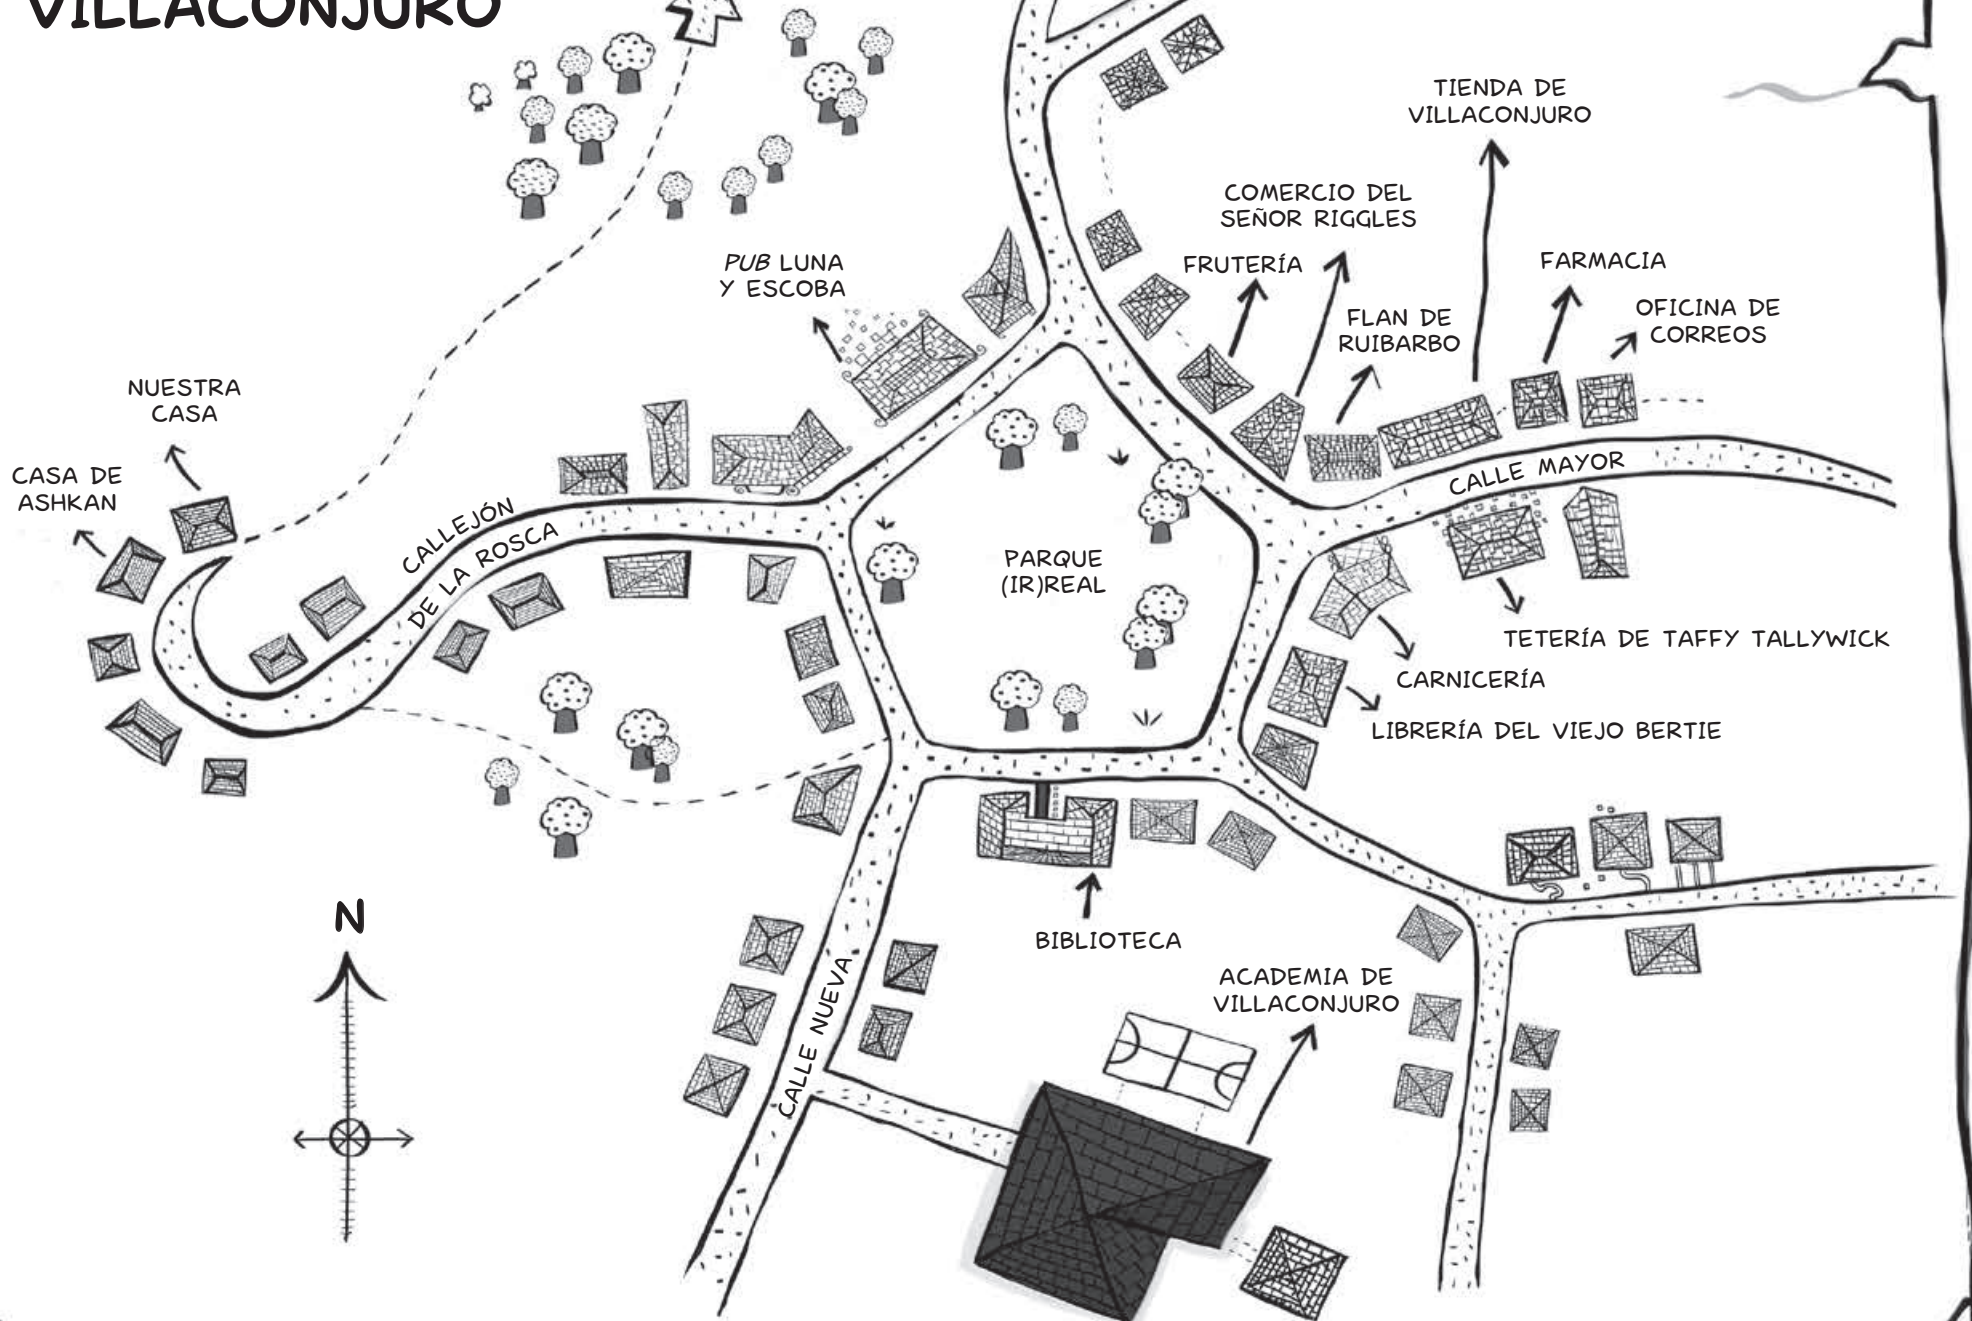 VILLACONJURO
TIENDA DE
VILLACONJURO
COMERCIO DEL
SEÑOR RIGGLES
FRUTERÍA
FARMACIA
PUB LUNA
Y ESCOBA
FLAN DE
RUIBARBO
OFICINA DE
CORREOS
NUESTRA
CASA
CASA DE
ASHKAN
CALLEJÓN
DE LA ROSCA
CALLE MAYOR
PARQUE
(IR)REAL
TETERÍA DE TAFFY TALLYWICK
CARNICERÍA
LIBRERÍA DEL VIEJO BERTIE
N
BIBLIOTECA
CALLE NUEVA
ACADEMIA DE
VILLACONJURO